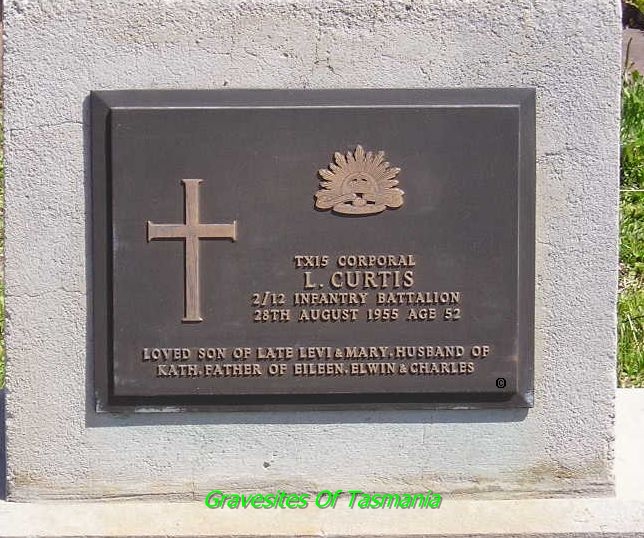 TX15 CORPORAL
L. CURTIS
2/12 INFANTRY BATTALION
28TH AUGUST 1955 AGE 52
LOVED SON OF LATE LEVI & MARY. HUSBAND OF
KATH. FATHER OF EILEEN. ELWIN & CHARLES
©
Gravesites Of Tasmania